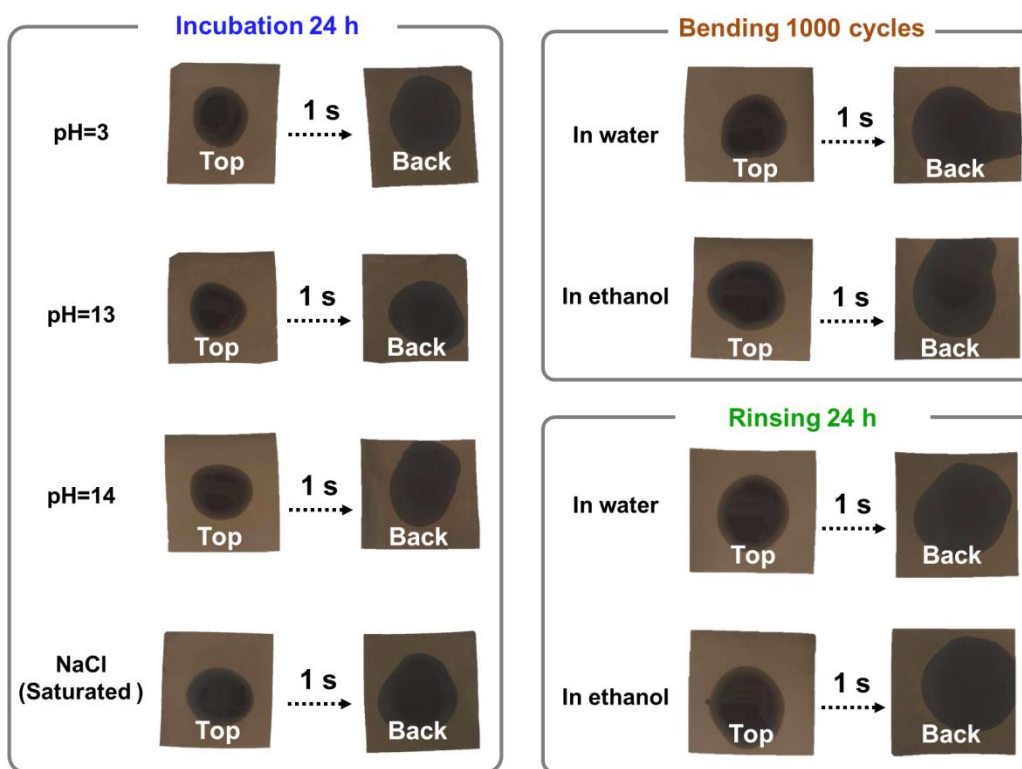 Incubation 24 h
pH=3
1 s
Top
Back
pH=13
1 s
Top
Back
pH=14
1 s
Top
Back
NaCl
(Saturated )
1 s
Top
Back
Bending 1000 cycles
In water
1 s
Top
Back
In ethanol
1 s
Top
Back
Rinsing 24 h
In water
1 s
Top
Back
In ethanol
1 s
Top
Back